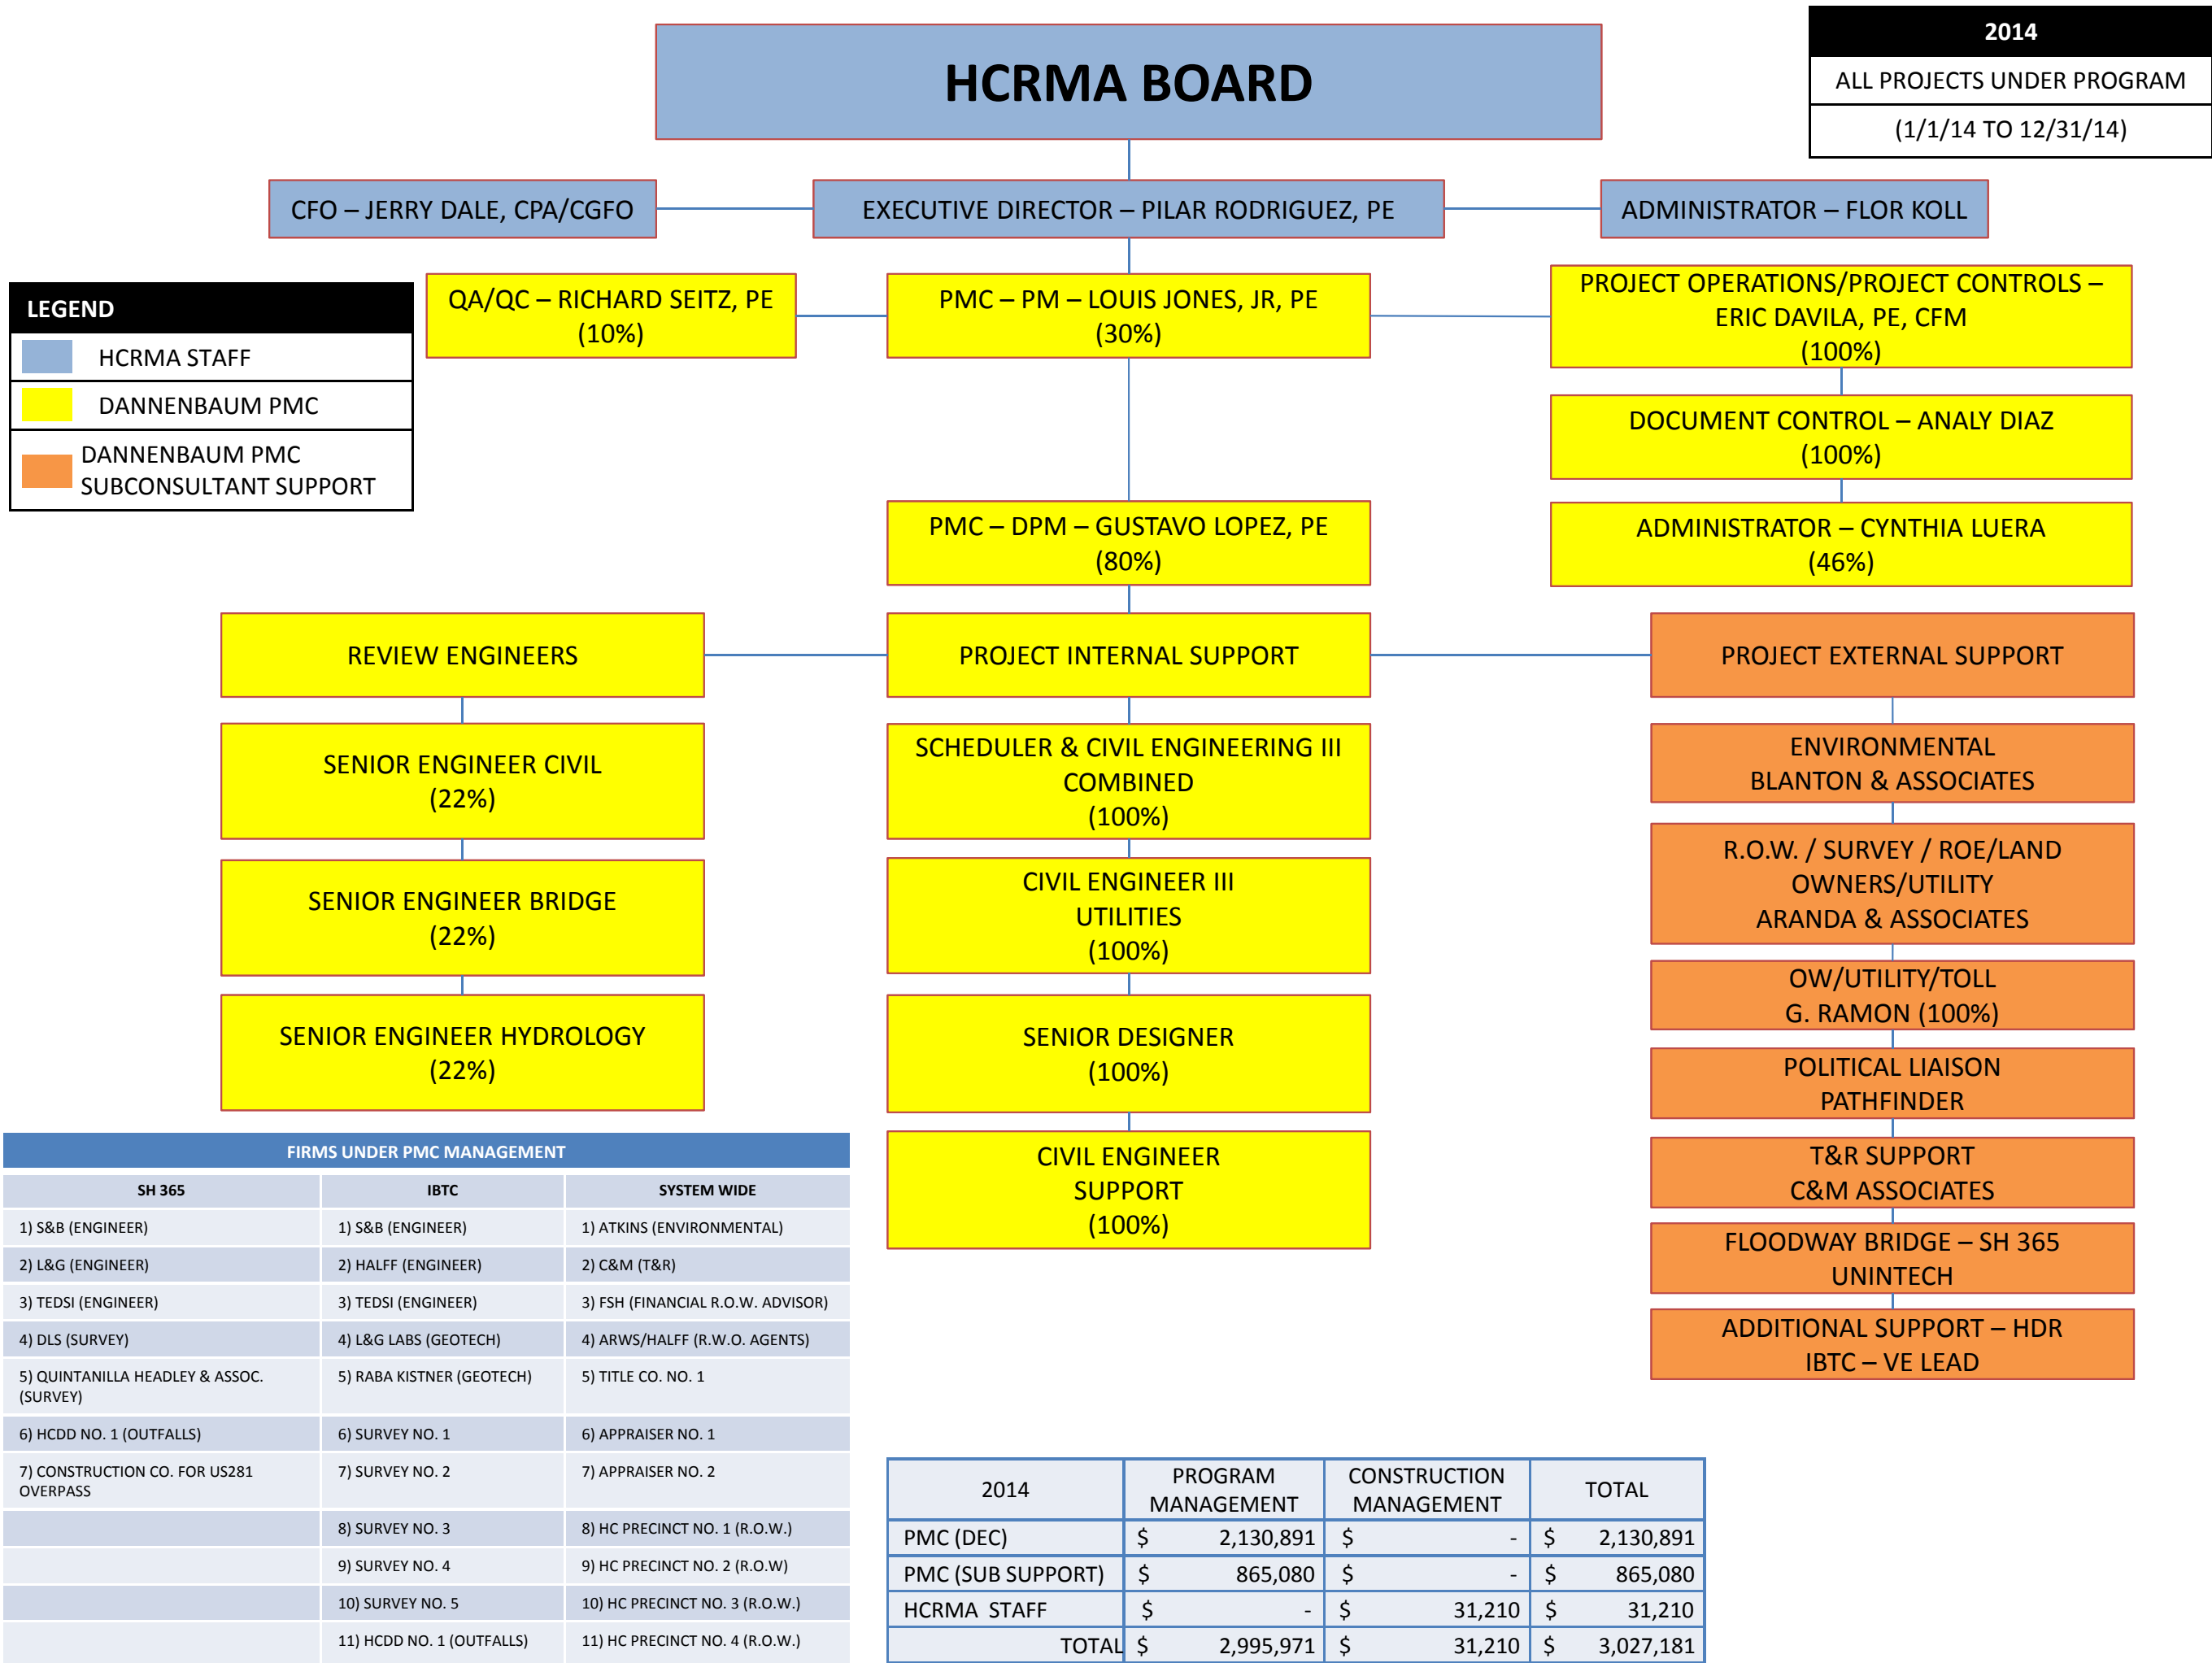 HCRMA BOARD
2014
ALL PROJECTS UNDER PROGRAM
(1/1/14 TO 12/31/14)
CFO – JERRY DALE, CPA/CGFO
EXECUTIVE DIRECTOR – PILAR RODRIGUEZ, PE
ADMINISTRATOR – FLOR KOLL
LEGEND
HCRMA STAFF
DANNENBAUM PMC
DANNENBAUM PMC
SUBCONSULTANT SUPPORT
QA/QC – RICHARD SEITZ, PE
(10%)
PMC – PM – LOUIS JONES, JR, PE
(30%)
PROJECT OPERATIONS/PROJECT CONTROLS –
ERIC DAVILA, PE, CFM
(100%)
DOCUMENT CONTROL – ANALY DIAZ
(100%)
ADMINISTRATOR – CYNTHIA LUERA
(46%)
PMC – DPM – GUSTAVO LOPEZ, PE
(80%)
REVIEW ENGINEERS
PROJECT INTERNAL SUPPORT
PROJECT EXTERNAL SUPPORT
SENIOR ENGINEER CIVIL
(22%)
SENIOR ENGINEER BRIDGE
(22%)
SENIOR ENGINEER HYDROLOGY
(22%)
SCHEDULER & CIVIL ENGINEERING III
COMBINED
(100%)
CIVIL ENGINEER III
UTILITIES
(100%)
SENIOR DESIGNER
(100%)
CIVIL ENGINEER
SUPPORT
(100%)
ENVIRONMENTAL
BLANTON & ASSOCIATES
R.O.W. / SURVEY / ROE/LAND
OWNERS/UTILITY
ARANDA & ASSOCIATES
OW/UTILITY/TOLL
G. RAMON (100%)
POLITICAL LIAISON
PATHFINDER
T&R SUPPORT
C&M ASSOCIATES
FLOODWAY BRIDGE – SH 365
UNINTECH
ADDITIONAL SUPPORT – HDR
IBTC – VE LEAD
FIRMS UNDER PMC MANAGEMENT
SH 365 IBTC SYSTEM WIDE
1) S&B (ENGINEER) 1) S&B (ENGINEER) 1) ATKINS (ENVIRONMENTAL)
2) L&G (ENGINEER) 2) HALFF (ENGINEER) 2) C&M (T&R)
3) TEDSI (ENGINEER) 3) TEDSI (ENGINEER) 3) FSH (FINANCIAL R.O.W. ADVISOR)
4) DLS (SURVEY) 4) L&G LABS (GEOTECH) 4) ARWS/HALFF (R.W.O. AGENTS)
5) QUINTANILLA HEADLEY & ASSOC. 5) RABA KISTNER (GEOTECH) 5) TITLE CO. NO. 1
(SURVEY)
6) HCDD NO. 1 (OUTFALLS) 6) SURVEY NO. 1 6) APPRAISER NO. 1
7) CONSTRUCTION CO. FOR US281 7) SURVEY NO. 2 7) APPRAISER NO. 2
OVERPASS
8) SURVEY NO. 3 8) HC PRECINCT NO. 1 (R.O.W.)
9) SURVEY NO. 4 9) HC PRECINCT NO. 2 (R.O.W)
10) SURVEY NO. 5 10) HC PRECINCT NO. 3 (R.O.W.)
11) HCDD NO. 1 (OUTFALLS) 11) HC PRECINCT NO. 4 (R.O.W.)
2014 PROGRAM CONSTRUCTION TOTAL
MANAGEMENT MANAGEMENT
PMC (DEC) $ 2,130,891 $ - $ 2,130,891
PMC (SUB SUPPORT) $ 865,080 $ - $ 865,080
HCRMA STAFF $ - $ 31,210 $ 31,210
TOTAL $ 2,995,971 $ 31,210 $ 3,027,181